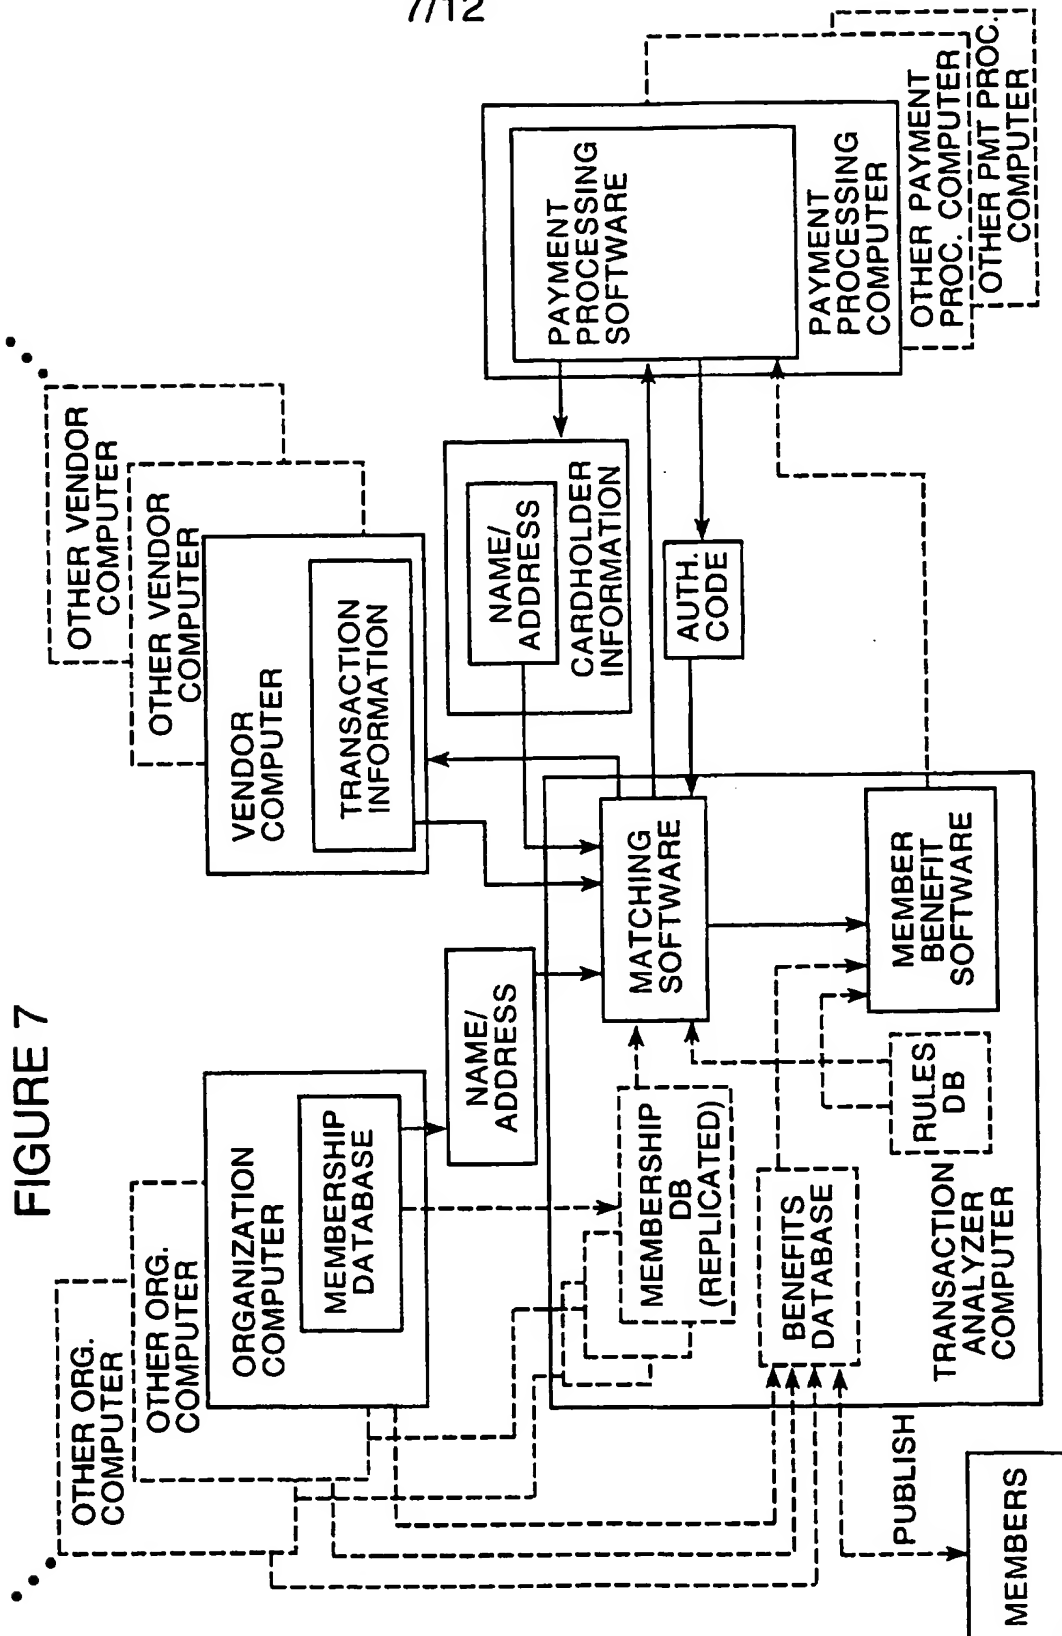 7/12
FIGURE 7
OTHER ORG.
COMPUTER
OTHER ORG.
COMPUTER
ORGANIZATION
COMPUTER
MEMBERSHIP
DATABASE
OTHER VENDOR
COMPUTER
OTHER VENDOR
COMPUTER
VENDOR
COMPUTER
TRANSACTION
INFORMATION
NAME/
ADDRESS
NAME/
ADDRESS
CARDHOLDER
INFORMATION
PAYMENT
PROCESSING
SOFTWARE
PAYMENT
PROCESSING
COMPUTER
OTHER PAYMENT
PROC. COMPUTER
OTHER PMT PROC.
COMPUTER
AUTH.
CODE
MEMBERSHIP
DB
(REPLICATED)
MATCHING
SOFTWARE
BENEFITS
DATABASE
RULES
DB
MEMBER
BENEFIT
SOFTWARE
TRANSACTION
ANALYZER
COMPUTER
PUBLISH
MEMBERS